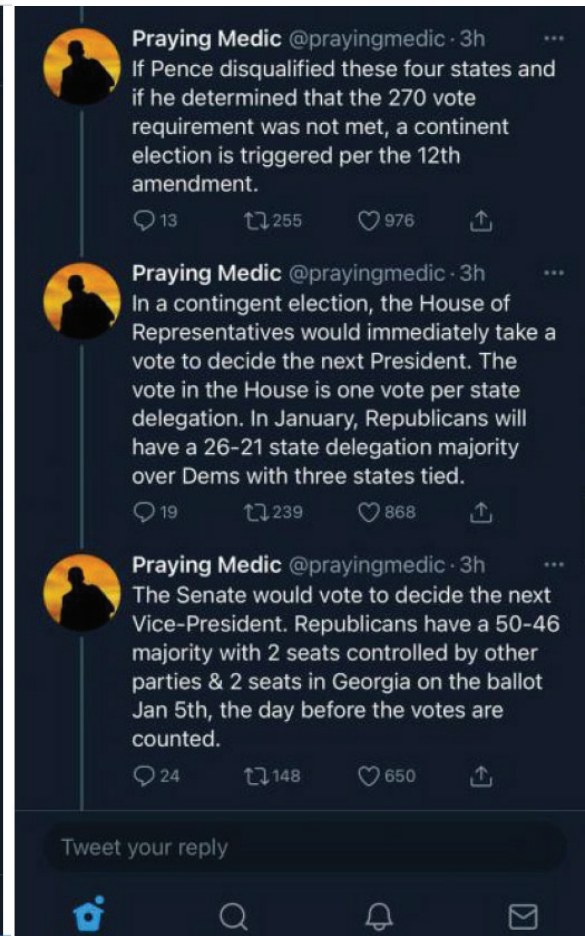 Praying Medic @prayingmedic · 3h ···
If Pence disqualified these four states and
if he determined that the 270 vote
requirement was not met, a continent
election is triggered per the 12th
amendment.
13 255 976
Praying Medic @prayingmedic · 3h ···
In a contingent election, the House of
Representatives would immediately take a
vote to decide the next President. The
vote in the House is one vote per state
delegation. In January, Republicans will
have a 26-21 state delegation majority
over Dems with three states tied.
19 239 868
Praying Medic @prayingmedic · 3h ···
The Senate would vote to decide the next
Vice-President. Republicans have a 50-46
majority with 2 seats controlled by other
parties & 2 seats in Georgia on the ballot
Jan 5th, the day before the votes are
counted.
24 148 650
Tweet your reply